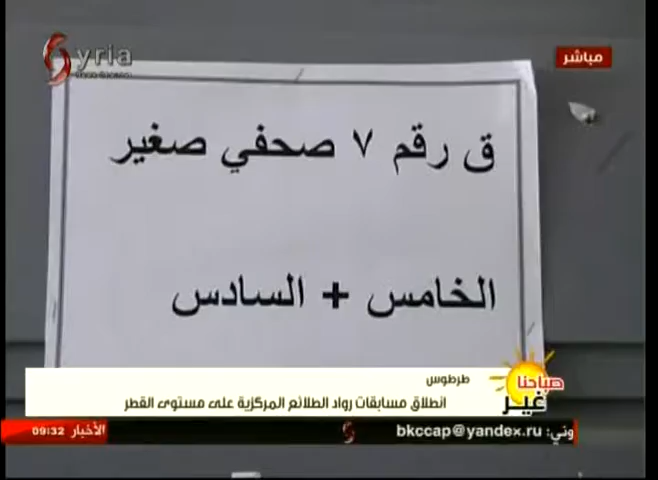 Syria
مباشر
ق رقم ٧ صحفي صغير
الخامس + السادس
طرطوس
انطلاق مسابقات رواد الطلائع المركزية على مستوى القطر
صباحنا
غير
الأخبار 09:32
وني: bkccap@yandex.ru